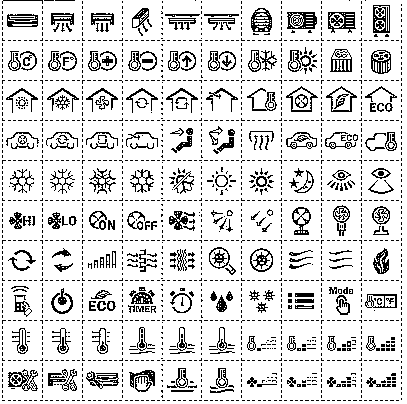 C F
ECO
Eco
HI LO ON OFF
ECO TIMER Mode °C °F